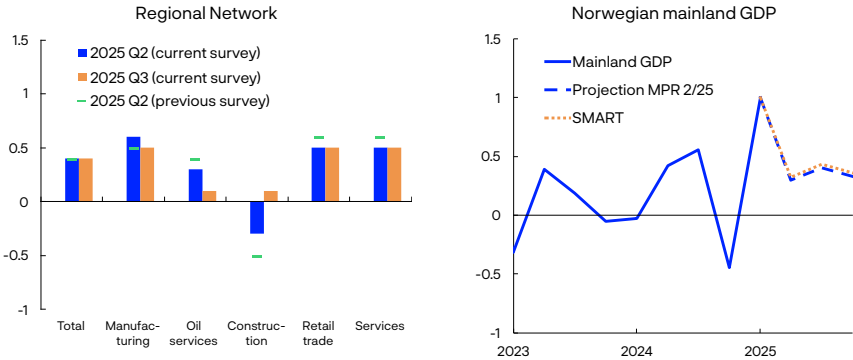 Regional Network
1.5
1
0.5
0
-0.5
-1
2025 Q2 (current survey)
2025 Q3 (current survey)
2025 Q2 (previous survey)
Total
Manufac-
turing
Oil
services
Construc-
tion
Retail
trade
Services
Norwegian mainland GDP
1.5
1
0.5
0
-0.5
-1
Mainland GDP
Projection MPR 2/25
SMART
2023
2024
2025